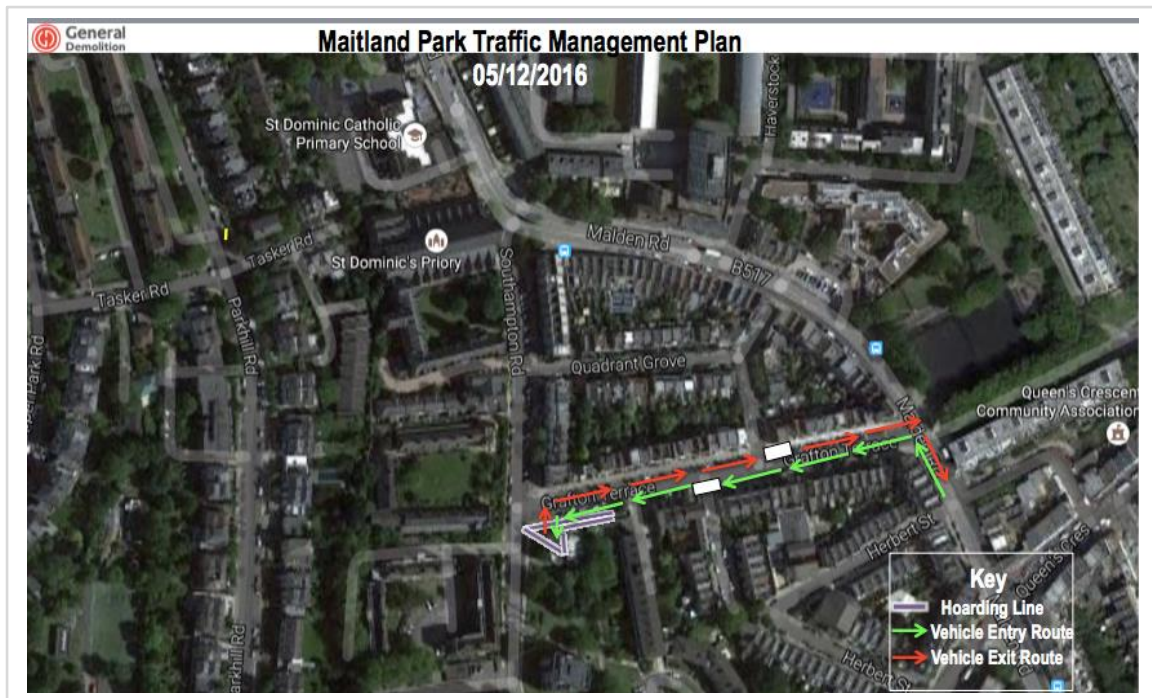 General
Demolition
Maitland Park Traffic Management Plan
05/12/2016
St Dominic Catholic
Primary School
Haverstock
Malden Rd
B517
Tasker Rd
Tasker Rd
St Dominic's Priory
Southampton Rd
Parkhill Rd
Quadrant Grove
Queen's Crescent
Community Association
Grafton Terrace
Grafton Terrace
Herbert St
Queen's Cres
Key
Hoarding Line
Vehicle Entry Route
Vehicle Exit Route
Herbert St
Parkhill Rd
Park Rd